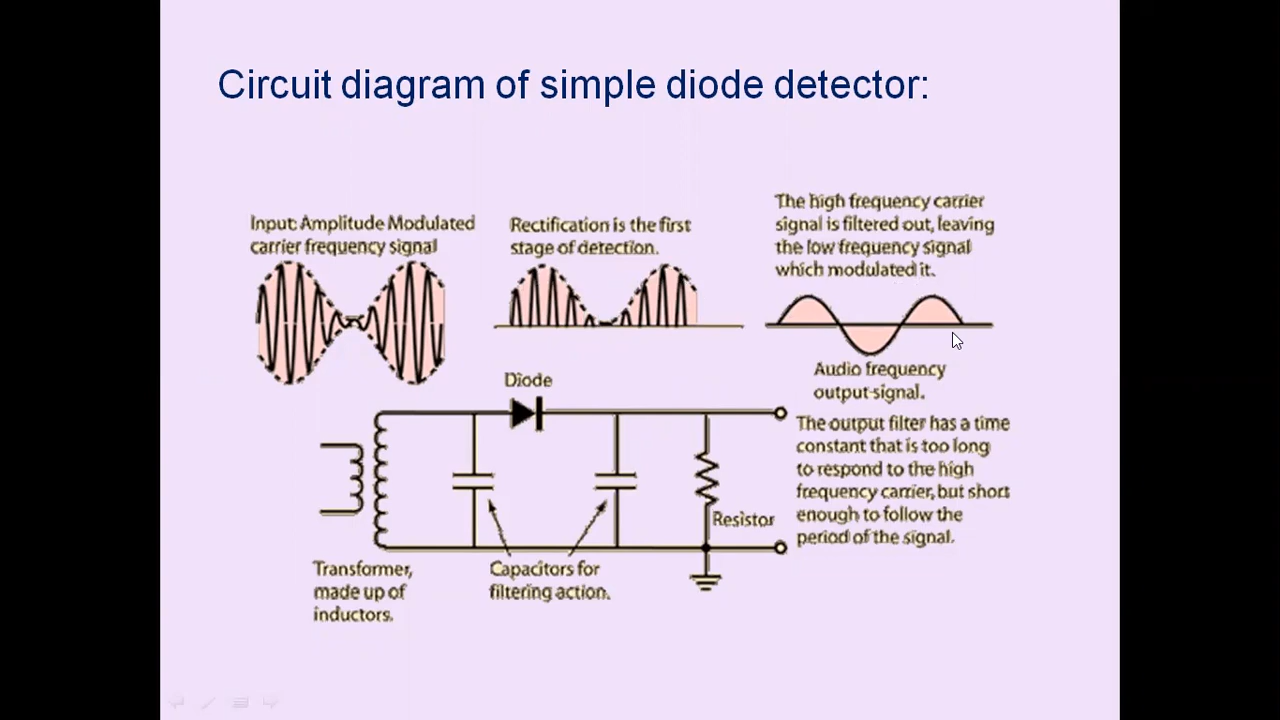 Circuit diagram of simple diode detector:
Input: Amplitude Modulated
carrier frequency signal
Rectification is the first
stage of detection.
The high frequency carrier
signal is filtered out, leaving
the low frequency signal
which modulated it.
Audio frequency
output signal.
Diode
The output filter has a time
constant that is too long
to respond to the high
frequency carrier, but short
enough to follow the
period of the signal.
Resistor
Transformer,
made up of
inductors.
Capacitors for
filtering action.